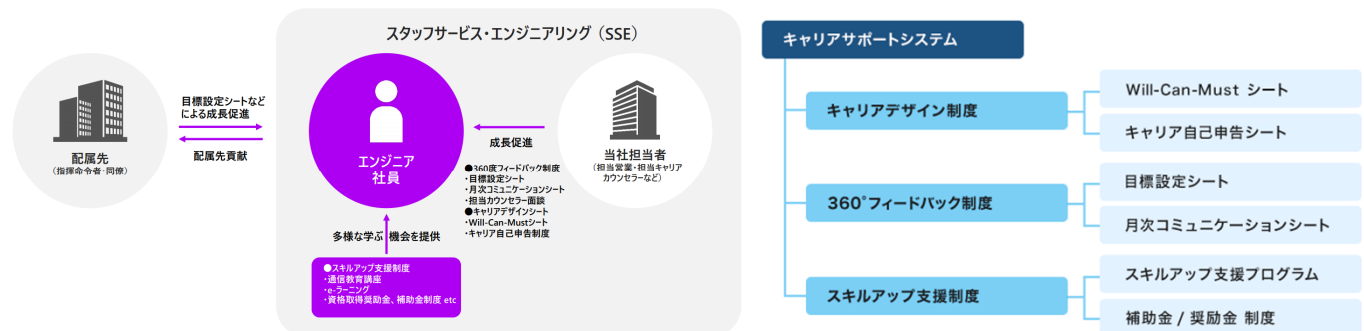 スタッフサービス・エンジニアリング（SSE）
配属先
（指揮命令者・同僚）
目標設定シートなど
による成長促進
配属先貢献
エンジニア
社員
成長促進
●360度フィードバック制度
・目標設定シート
・月次コミュニケーションシート
・担当カウンセラー面談
●キャリアデザインシート
・Will-Can-Mustシート
・キャリア自己申告制度
当社担当者
（担当営業・担当キャリア
カウンセラーなど）
多様な学ぶ機会を提供
●スキルアップ支援制度
・通信教育講座
・e-ラーニング
・資格取得奨励金、補助金制度 etc
キャリアサポートシステム
キャリアデザイン制度
Will-Can-Must シート
キャリア自己申告シート
360°フィードバック制度
目標設定シート
月次コミュニケーションシート
スキルアップ支援制度
スキルアップ支援プログラム
補助金 / 奨励金 制度